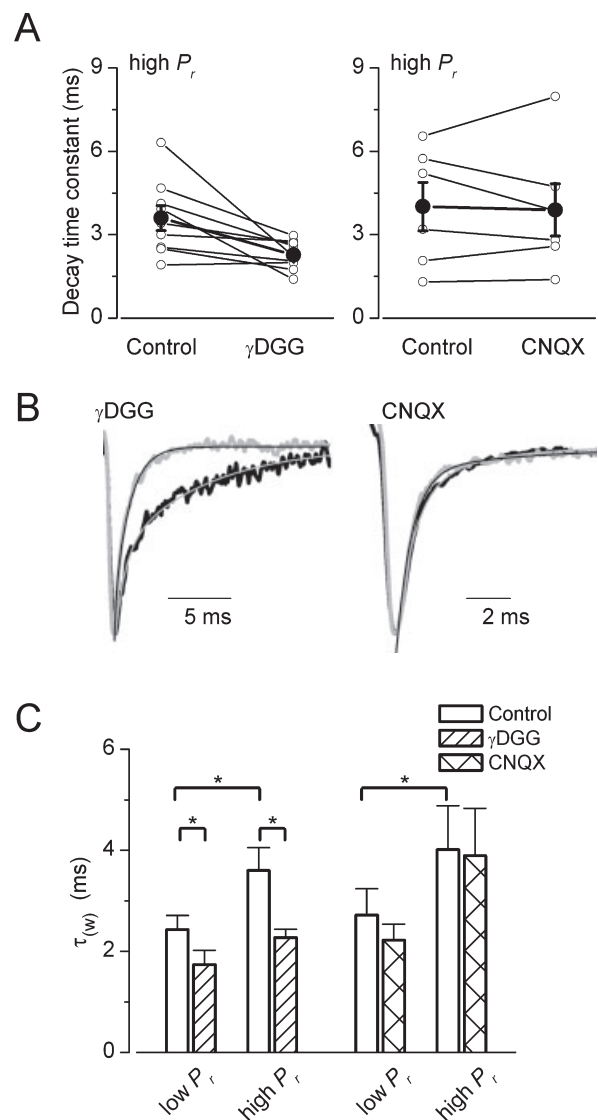 A
high Pr
high Pr
Decay time constant (ms)
9
6
3
0
9
6
3
0
Control
γDGG
Control
CNQX
B
γDGG
CNQX
5 ms
2 ms
C
Control
γDGG
CNQX
τ(w) (ms)
6
4
2
0
*
*
*
*
low Pr
high Pr
low Pr
high Pr